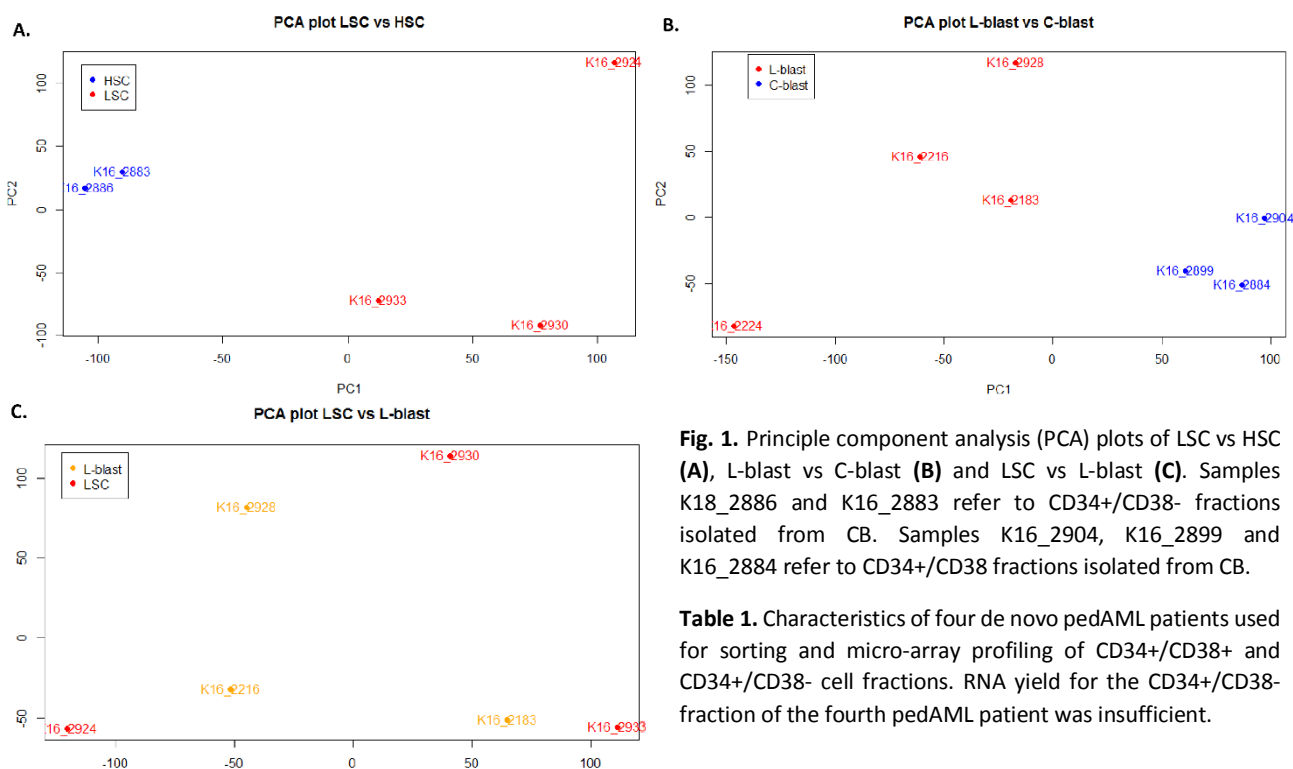 A.
PCA plot LSC vs HSC
HSC
LSC
K16_2924
K16_2883
16_2886
K16_2933
K16_2930
PC2
100
50
0
-50
-100
-100
-50
0
50
100
PC1
B.
PCA plot L-blast vs C-blast
L-blast
C-blast
K16_2928
K16_2216
K16_2183
K16_2904
K16_2899
K16_2884
16_2224
PC2
100
50
0
-50
-150
-100
-50
0
50
100
PC1
C.
PCA plot LSC vs L-blast
L-blast
LSC
K16_2930
K16_2928
K16_2216
K16_2183
16_2924
K16_2933
100
50
0
-50
-100
-50
0
50
100
Fig. 1. Principle component analysis (PCA) plots of LSC vs HSC
(A), L-blast vs C-blast (B) and LSC vs L-blast (C). Samples
K18_2886 and K16_2883 refer to CD34+/CD38- fractions
isolated from CB. Samples K16_2904, K16_2899 and
K16_2884 refer to CD34+/CD38 fractions isolated from CB.
Table 1. Characteristics of four de novo pedAML patients used
for sorting and micro-array profiling of CD34+/CD38+ and
CD34+/CD38- cell fractions. RNA yield for the CD34+/CD38-
fraction of the fourth pedAML patient was insufficient.